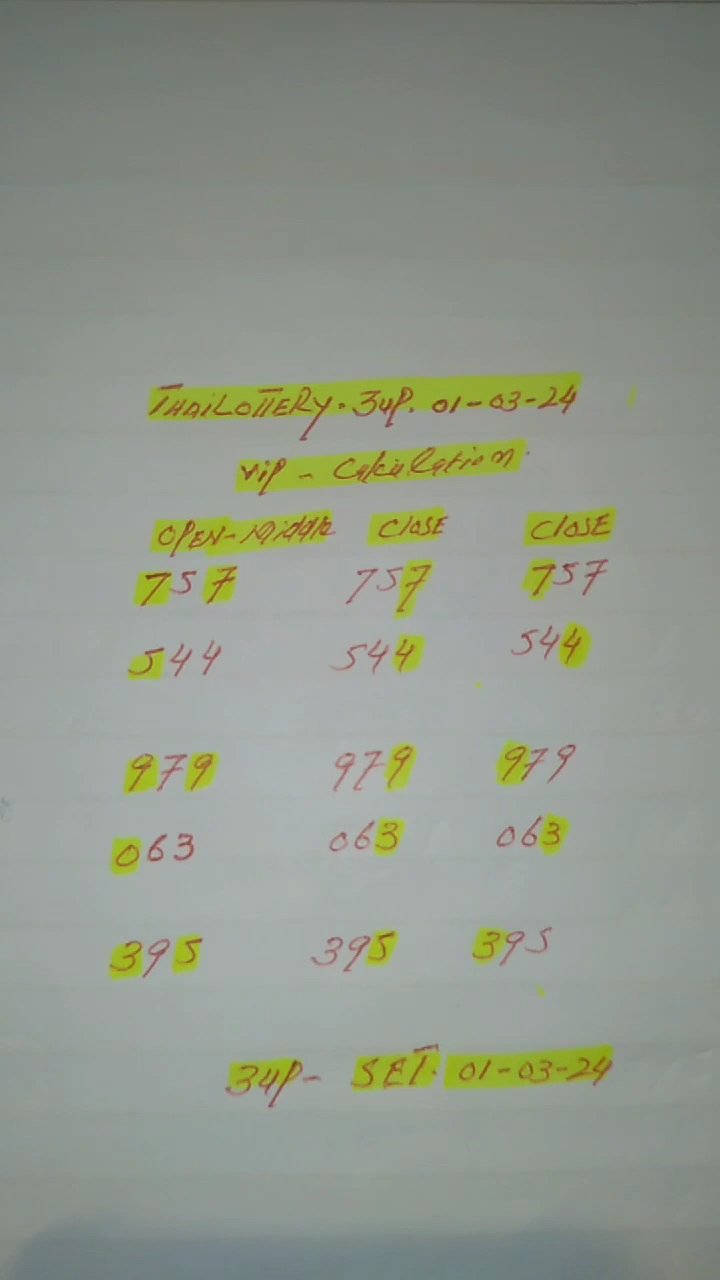 THAILOTTERY. 3UP. 01-03-24
VIP - Calculation.
OPEN-Middle CloSE CloSE
757 757 757
544 544 544
979 979 979
063 063 063
395 395 395
3UP- SET. 01-03-24